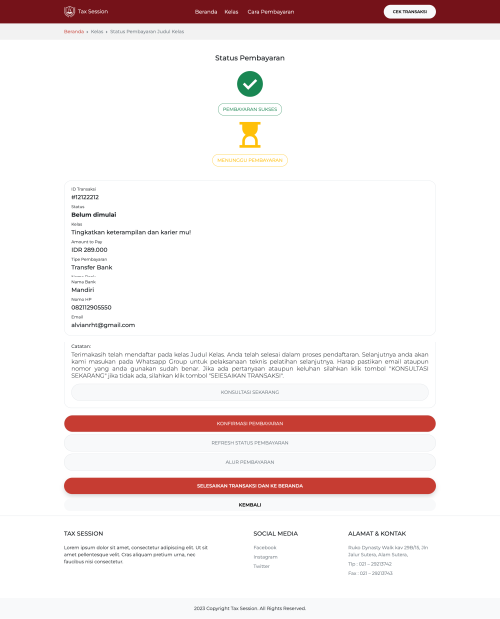 Tax Session
Beranda Kelas Cara Pembayaran
CEK TRANSAKSI
Beranda › Kelas › Status Pembayaran Judul Kelas
Status Pembayaran
PEMBAYARAN SUKSES
MENUNGGU PEMBAYARAN
ID Transaksi
#12122212
Status
Belum dimulai
Kelas
Tingkatkan keterampilan dan karier mu!
Amount to Pay
IDR 289.000
Tipe Pembayaran
Transfer Bank
Nama Bank
Mandiri
Nama HP
082112905550
Email
alvianrht@gmail.com
Catatan:
Terimakasih telah mendaftar pada kelas Judul Kelas. Anda telah selesai dalam proses pendaftaran. Selanjutnya anda akan
kami masukan pada Whatsapp Group untuk pelaksanaan teknis pelatihan selanjutnya. Harap pastikan email ataupun
nomor yang anda gunakan sudah benar. Jika ada pertanyaan ataupun keluhan silahkan klik tombol "KONSULTASI
SEKARANG" jika tidak ada, silahkan klik tombol "SElESAIKAN TRANSAKSI".
KONSULTASI SEKARANG
KONFIRMASI PEMBAYARAN
REFRESH STATUS PEMBAYARAN
ALUR PEMBAYARAN
SELESAIKAN TRANSAKSI DAN KE BERANDA
KEMBALI
TAX SESSION
Lorem ipsum dolor sit amet, consectetur adipiscing elit. Ut sit
amet pellentesque velit. Cras aliquam pretium urna, nec
faucibus nisi consectetur.
SOCIAL MEDIA
Facebook
Instagram
Twitter
ALAMAT & KONTAK
Ruko Dynasty Walk kav 29B/15, Jln
Jalur Sutera, Alam Sutera,
Tlp : 021 - 29213742
Fax : 021 - 29213743
2023 Copyright Tax Session. All Rights Reserved.